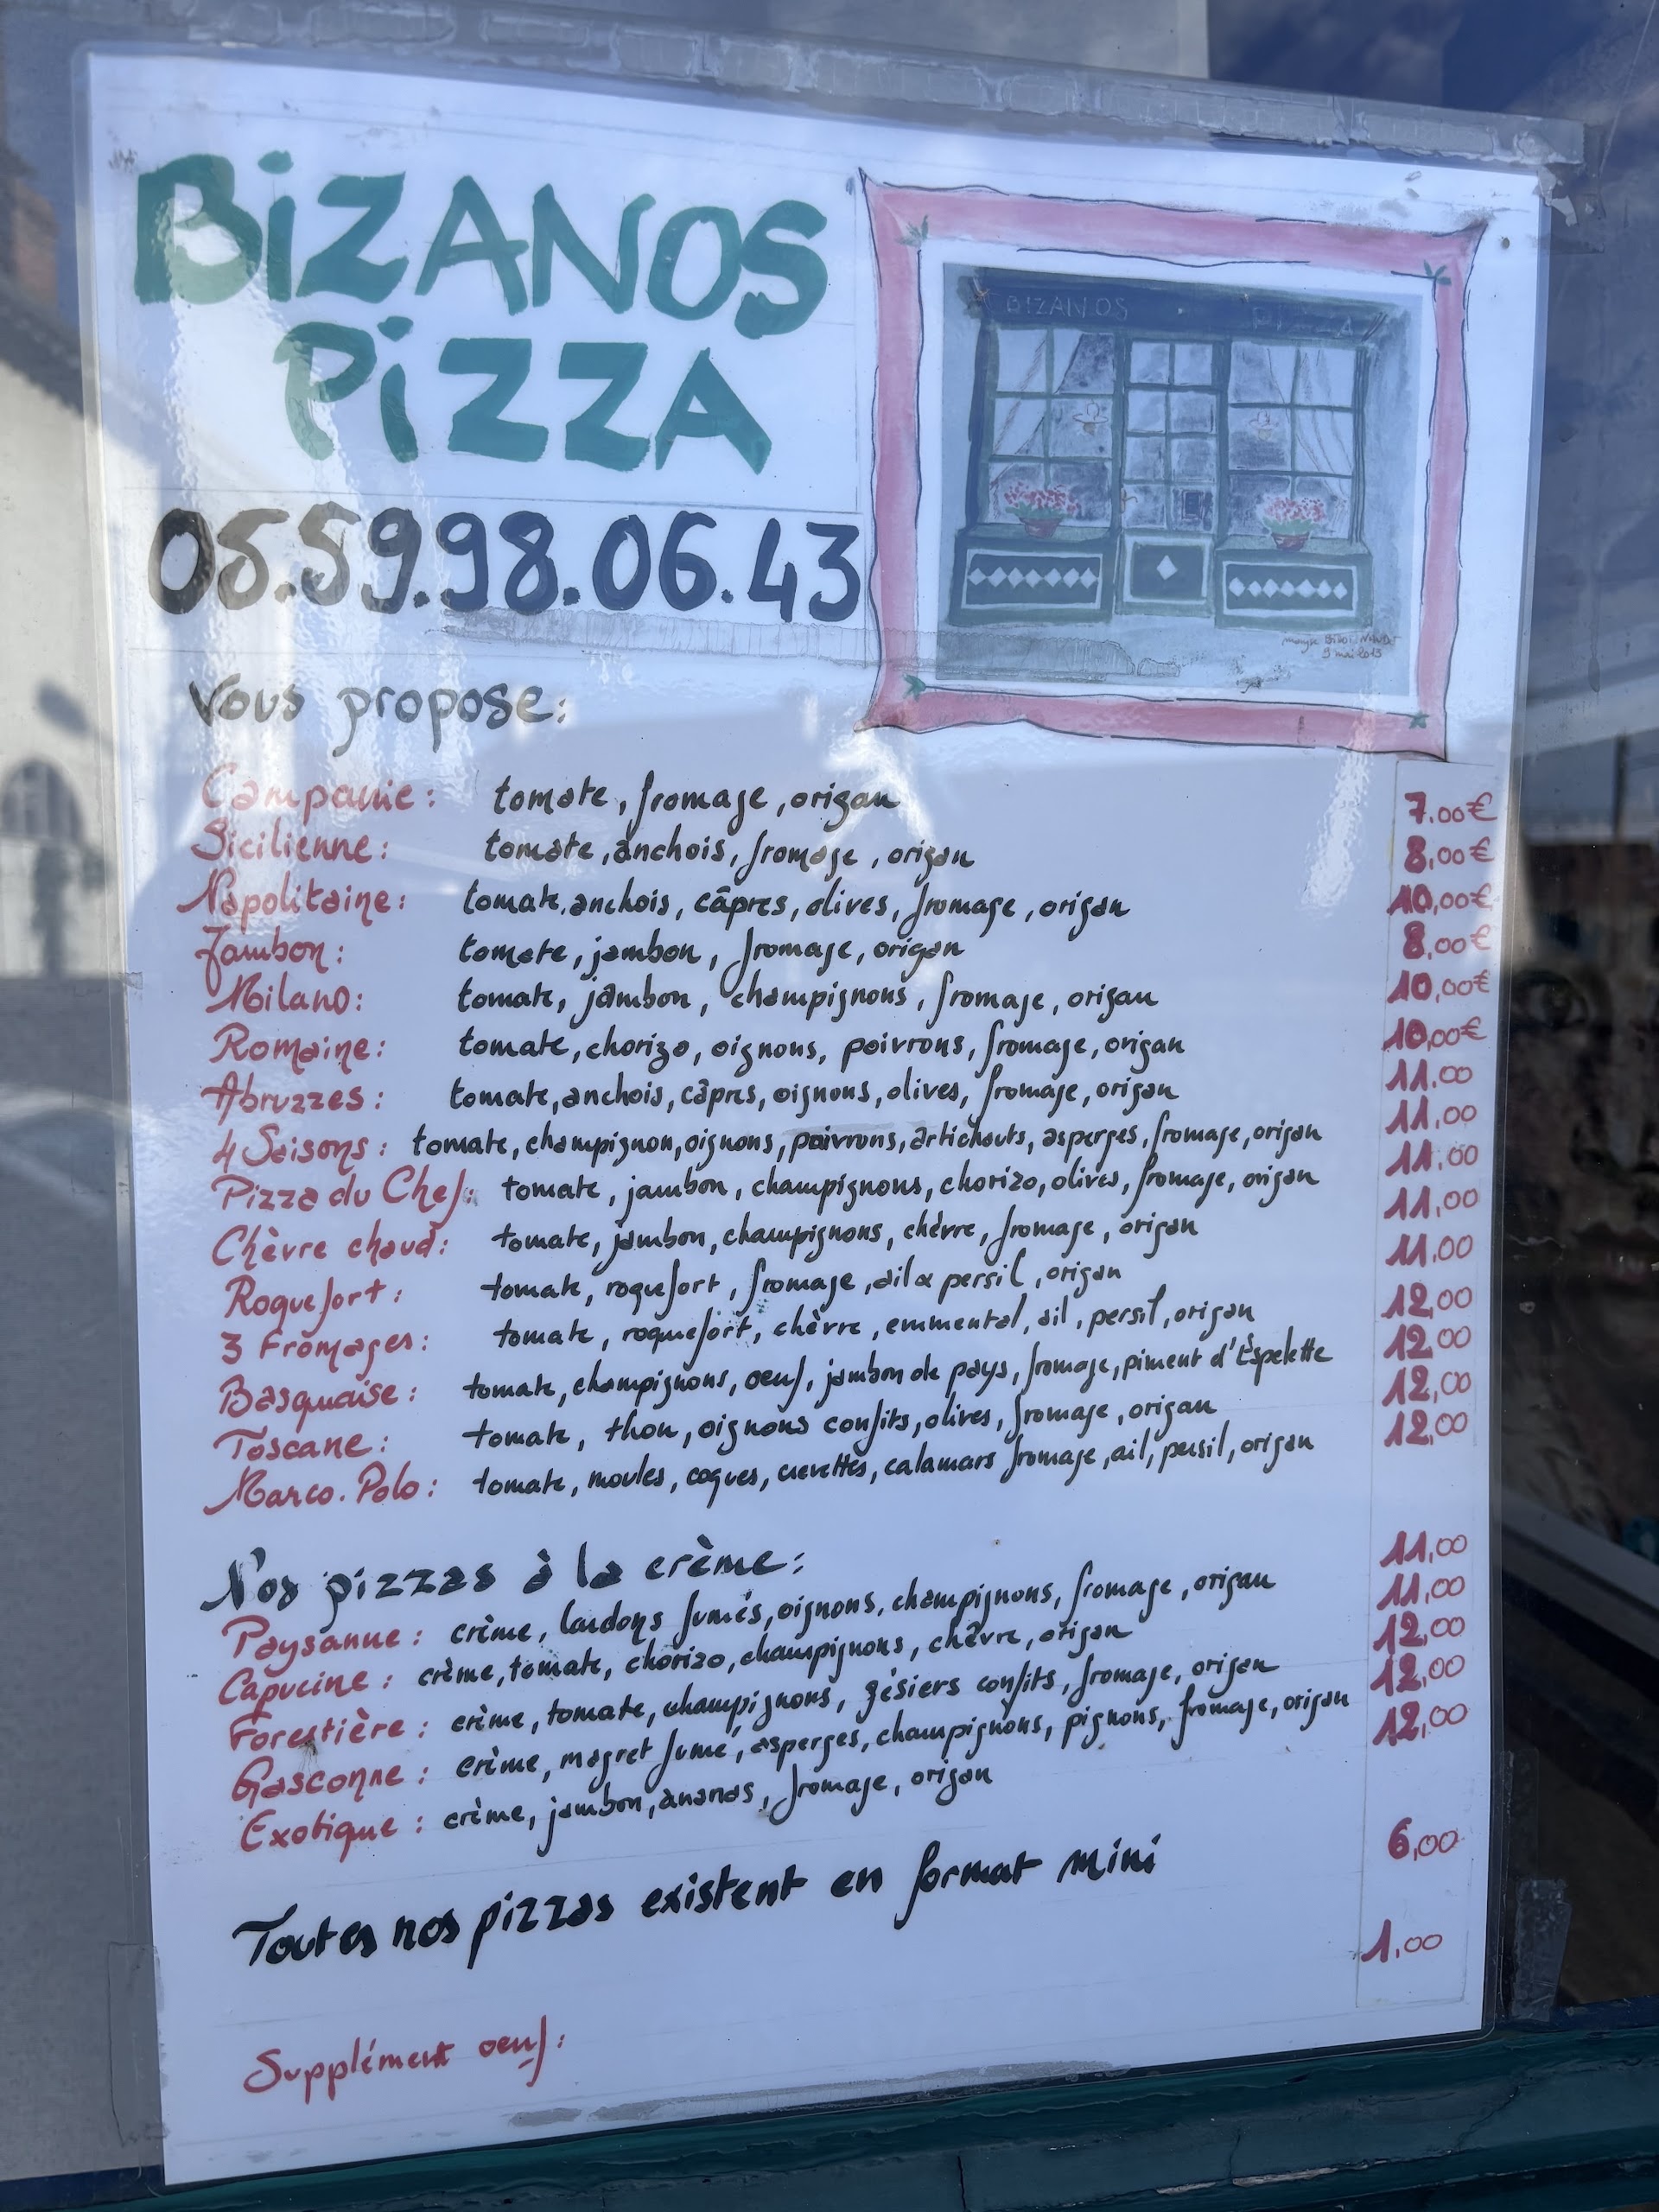 BiZANOS
PiZZA
05.59.98.06.43
BIZANOS PIZZA
9 mai 2013
Vous propose:
Campanie: tomate, fromage, origan 7.00€
Sicilienne: tomate, anchois, fromage, origan 8,00€
Napolitaine: tomate, anchois, câpres, olives, fromage, origan 10,00€
Jambon: tomate, jambon, fromage, origan 8,00€
Milano: tomate, jambon, champignons, fromage, origan 10,00€
Romaine: tomate, chorizo, oignons, poivrons, fromage, origan 10,00€
Abruzzes: tomate, anchois, câpres, oignons, olives, fromage, origan 11.00
4 Saisons: tomate, champignon, oignons, poivrons, artichauts, asperges, fromage, origan 11,00
Pizza du Chef: tomate, jambon, champignons, chorizo, olives, fromage, origan 11,00
Chèvre chaud: tomate, jambon, champignons, chèvre, fromage, origan 11,00
Roquefort: tomate, roquefort, fromage, ail & persil, origan 11,00
3 Fromages: tomate, roquefort, chèvre, emmental, ail, persil, origan 12,00
Basquaise: tomate, champignons, oeuf, jambon de pays, fromage, piment d'Espelette 12,00
Toscane: tomate, thon, oignons confits, olives, fromage, origan 12,00
Marco.Polo: tomate, moules, coques, crevettes, calamars fromage, ail, persil, origan 12,00
Nos pizzas à la crème:
Paysanne: crème, lardons fumés, oignons, champignons, fromage, origan 11,00
Capucine: crème, tomate, chorizo, champignons, chèvre, origan 11,00
Forestière: crème, tomate, champignons, gésiers confits, fromage, origan 12,00
Gasconne: crème, magret fumé, asperges, champignons, pignons, fromage, origan 12,00
Exotique: crème, jambon, ananas, fromage, origan 12,00
Toutes nos pizzas existent en format mini 6,00
Supplément oeuf: 1,00